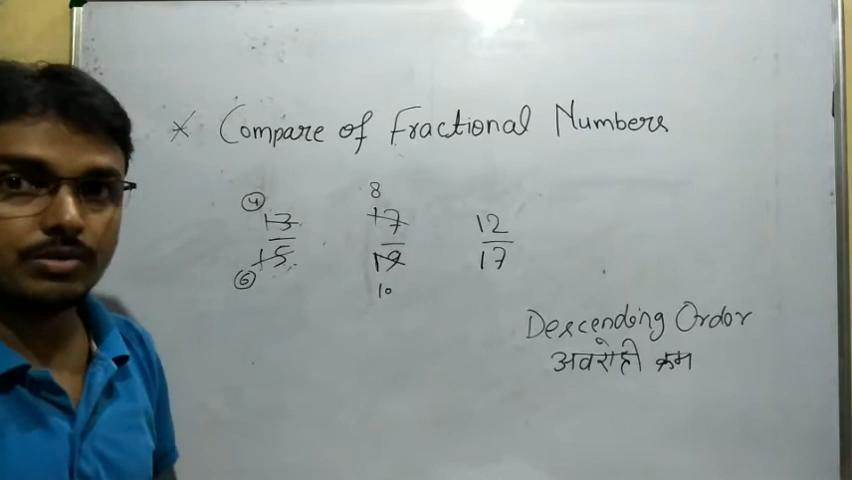 * Compare of Fractional Numbers
4 8
13 17 12
15 19 17
6 10
Descending Order
अवरोही क्रम